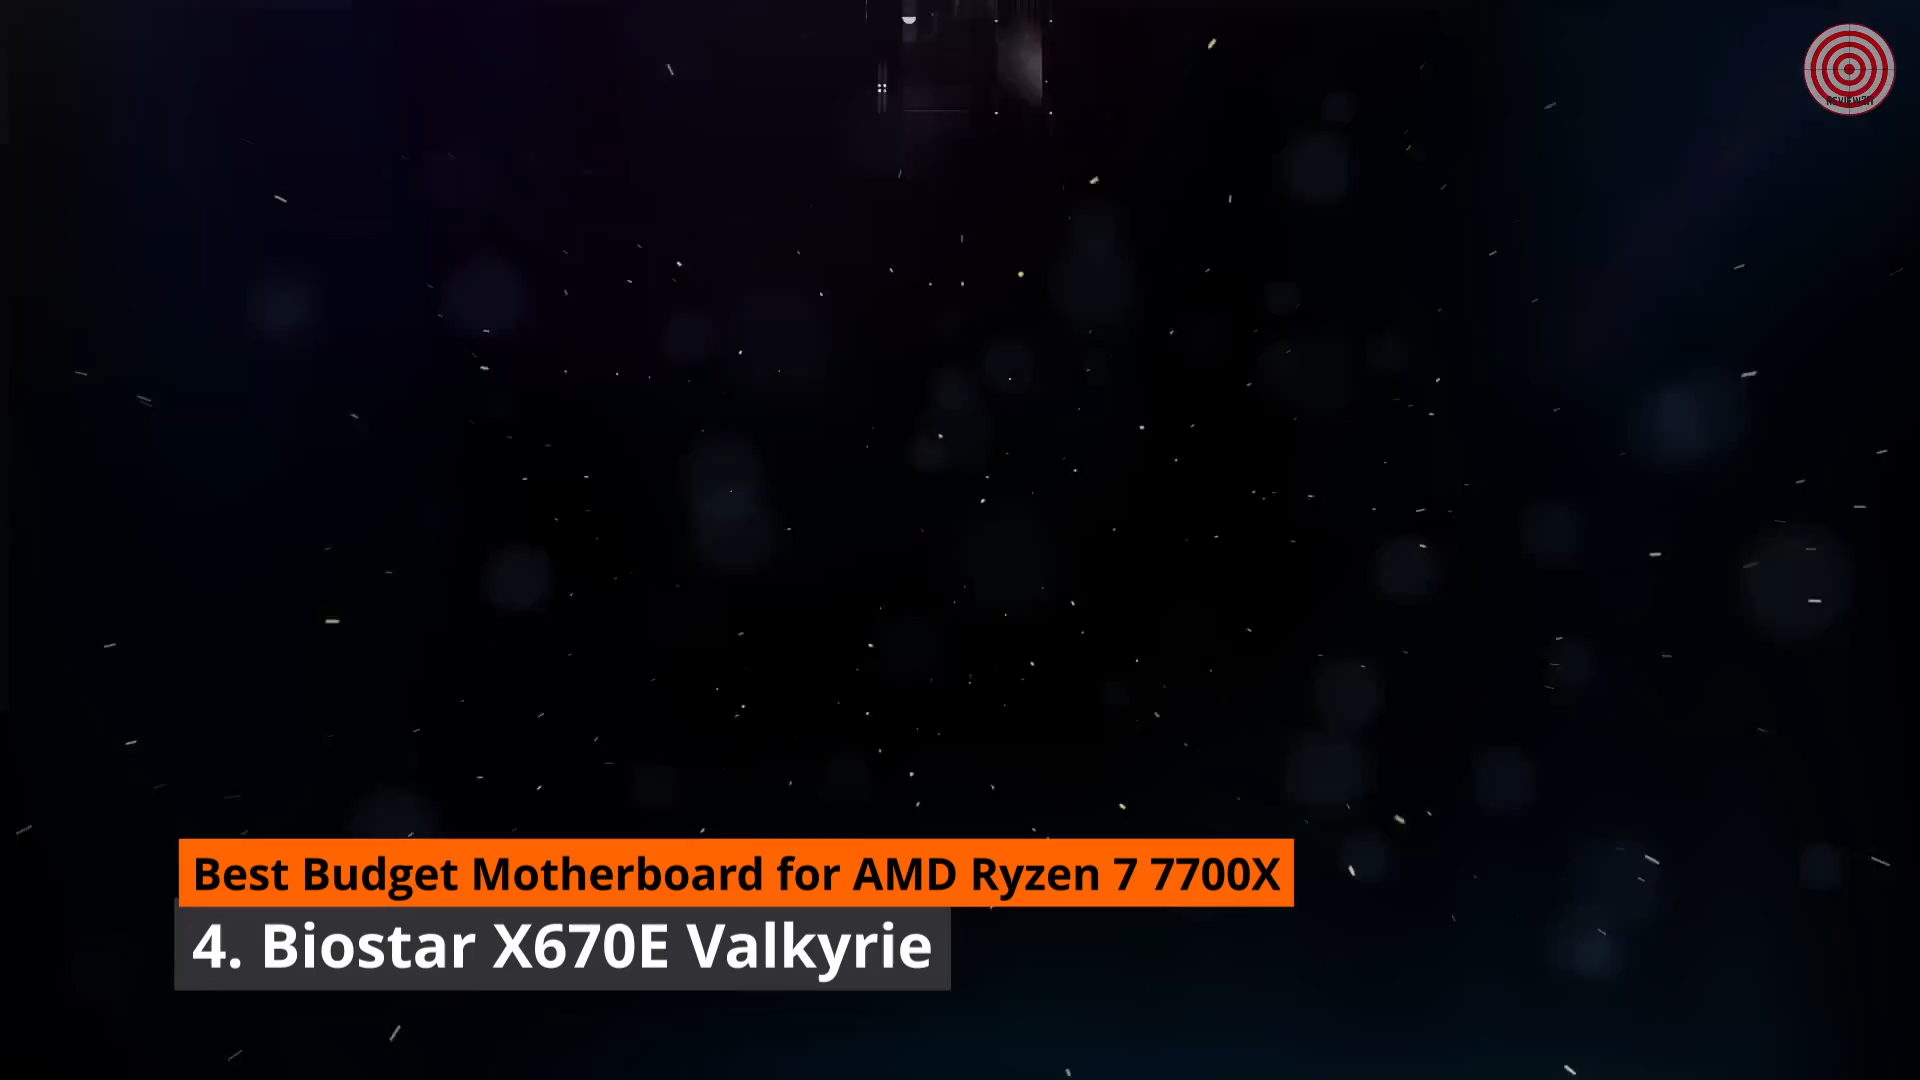 Best Budget Motherboard for AMD Ryzen 7 7700X
4. Biostar X670E Valkyrie